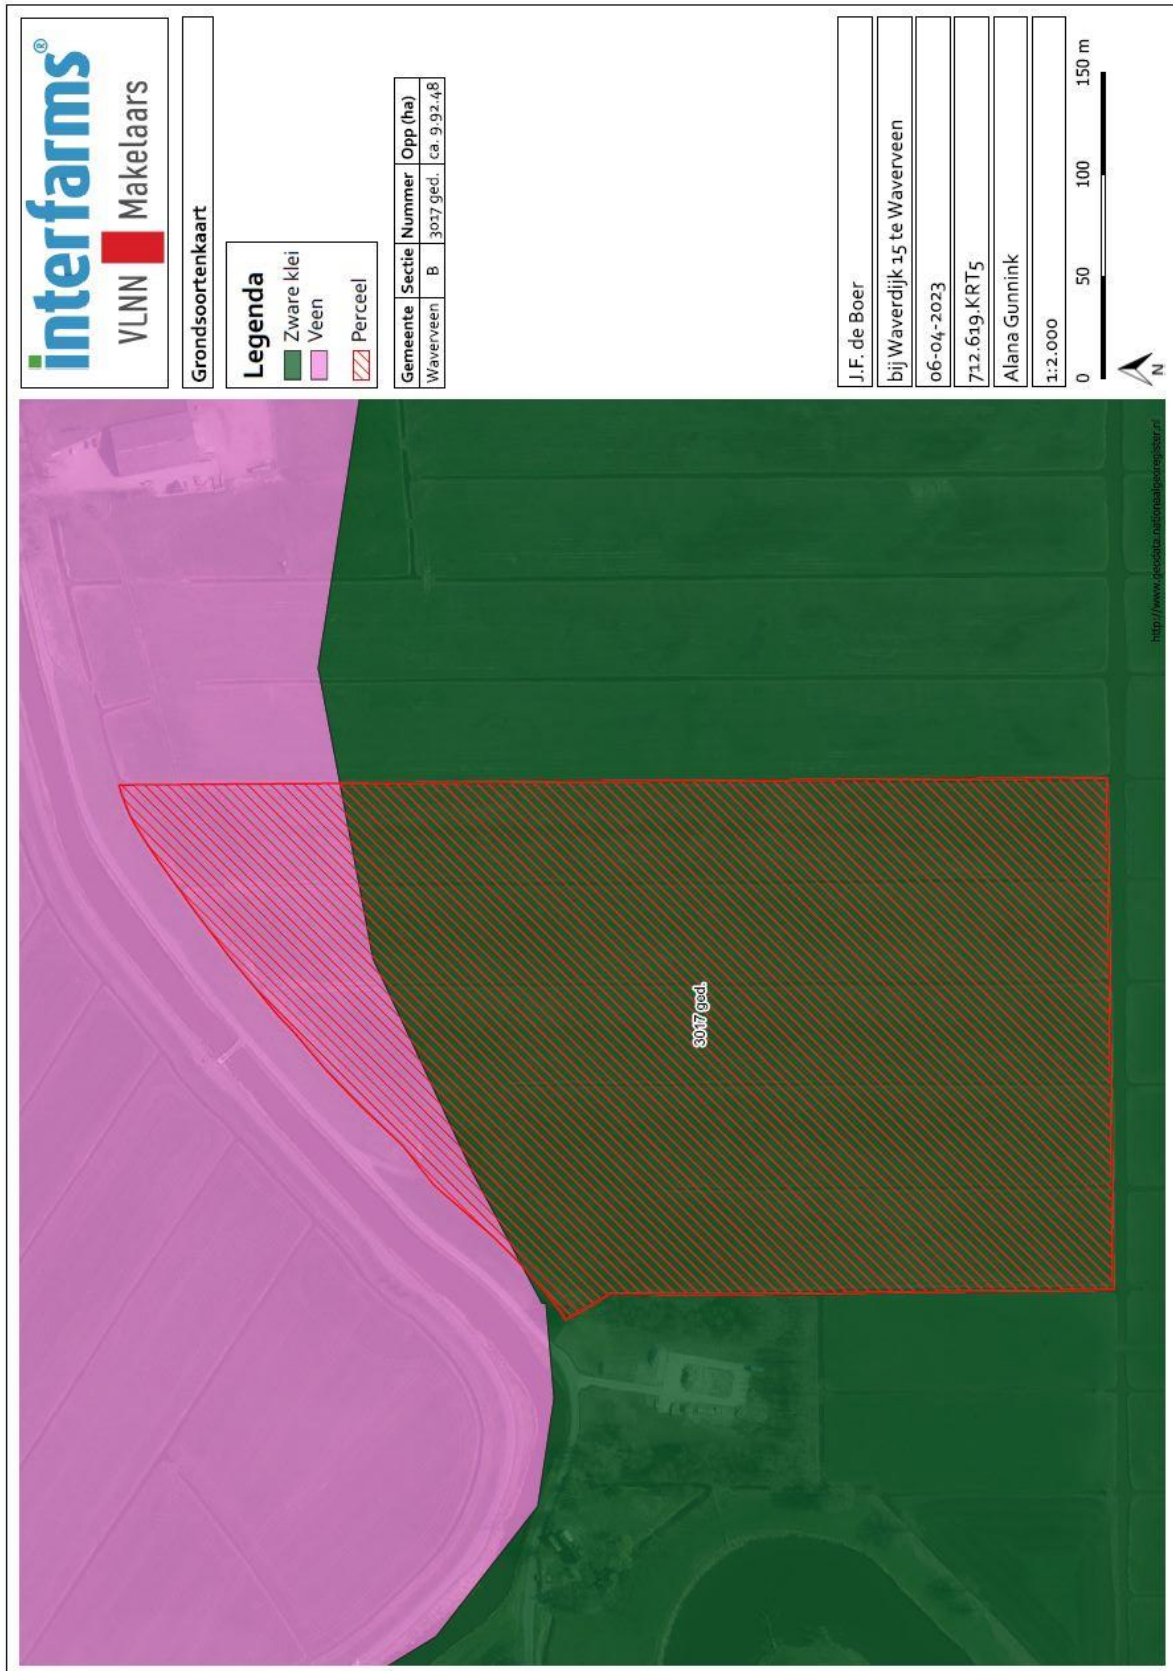 interfarms®
VLNN Makelaars
Grondsoortenkaart
Legenda
Zware klei
Veen
Perceel
Gemeente Sectie Nummer Opp (ha)
Waverveen B 3017 ged. ca. 9.92.48
J.F. de Boer
bij Waverdijk 15 te Waverveen
06-04-2023
712.619.KRT5
Alana Gunnink
1:2.000
0 50 100 150 m
N
3017 ged.
http://www.geodata.nationaalgeoregister.nl